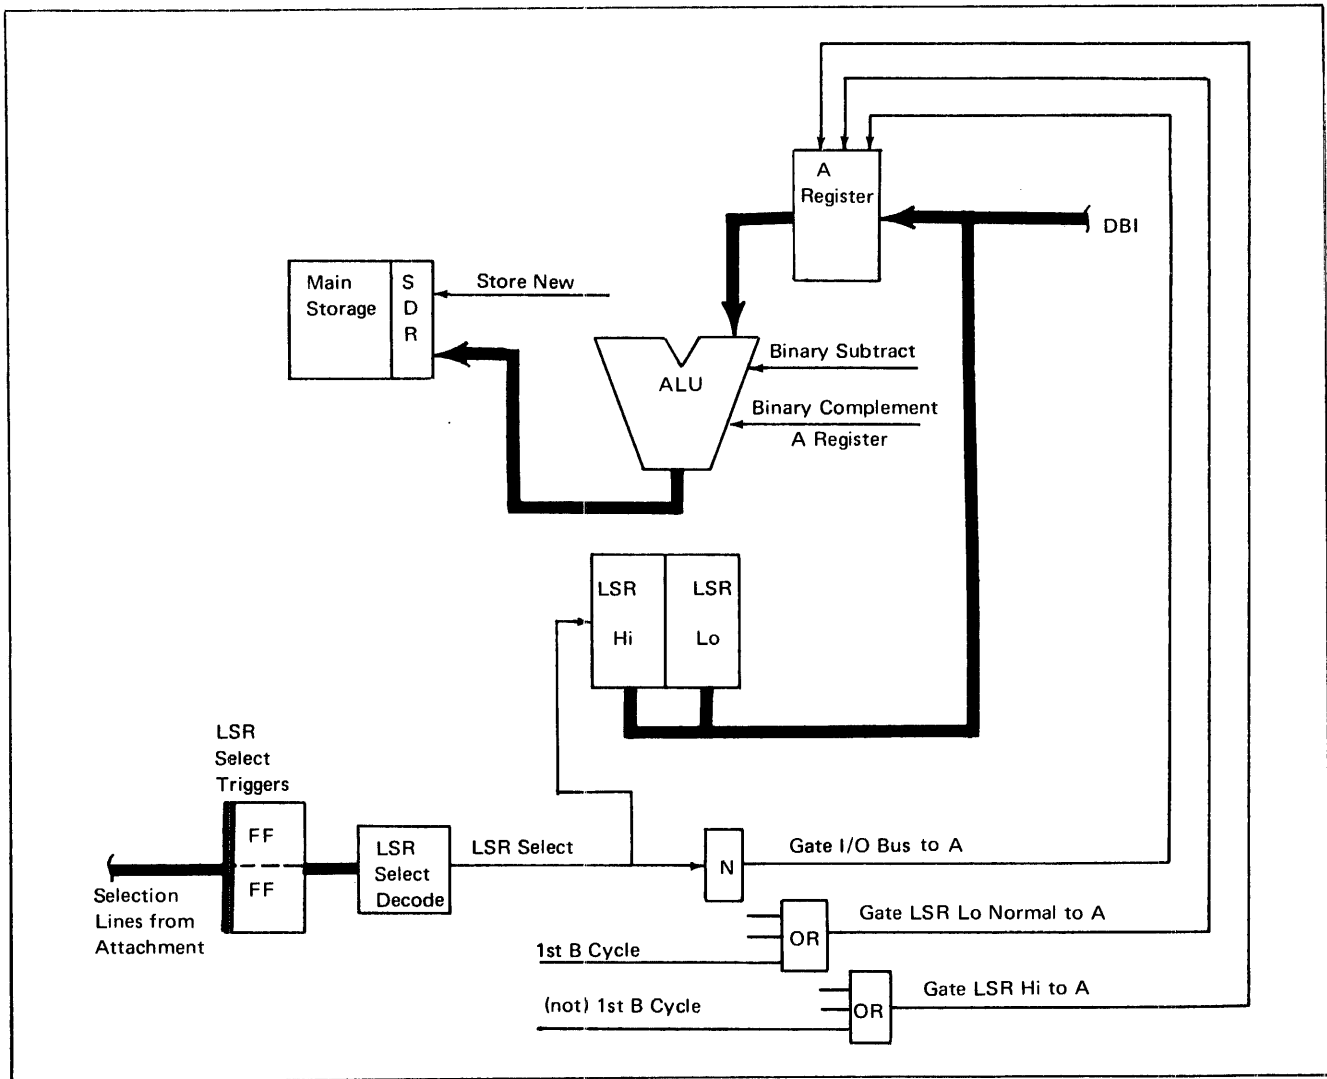 A
Register
DBI
Main
Storage
S
D
R
Store New
ALU
Binary Subtract
Binary Complement
A Register
LSR
Hi
LSR
Lo
LSR
Select
Triggers
FF
FF
Selection
Lines from
Attachment
LSR
Select
Decode
LSR Select
N
Gate I/O Bus to A
OR
Gate LSR Lo Normal to A
1st B Cycle
(not) 1st B Cycle
OR
Gate LSR Hi to A